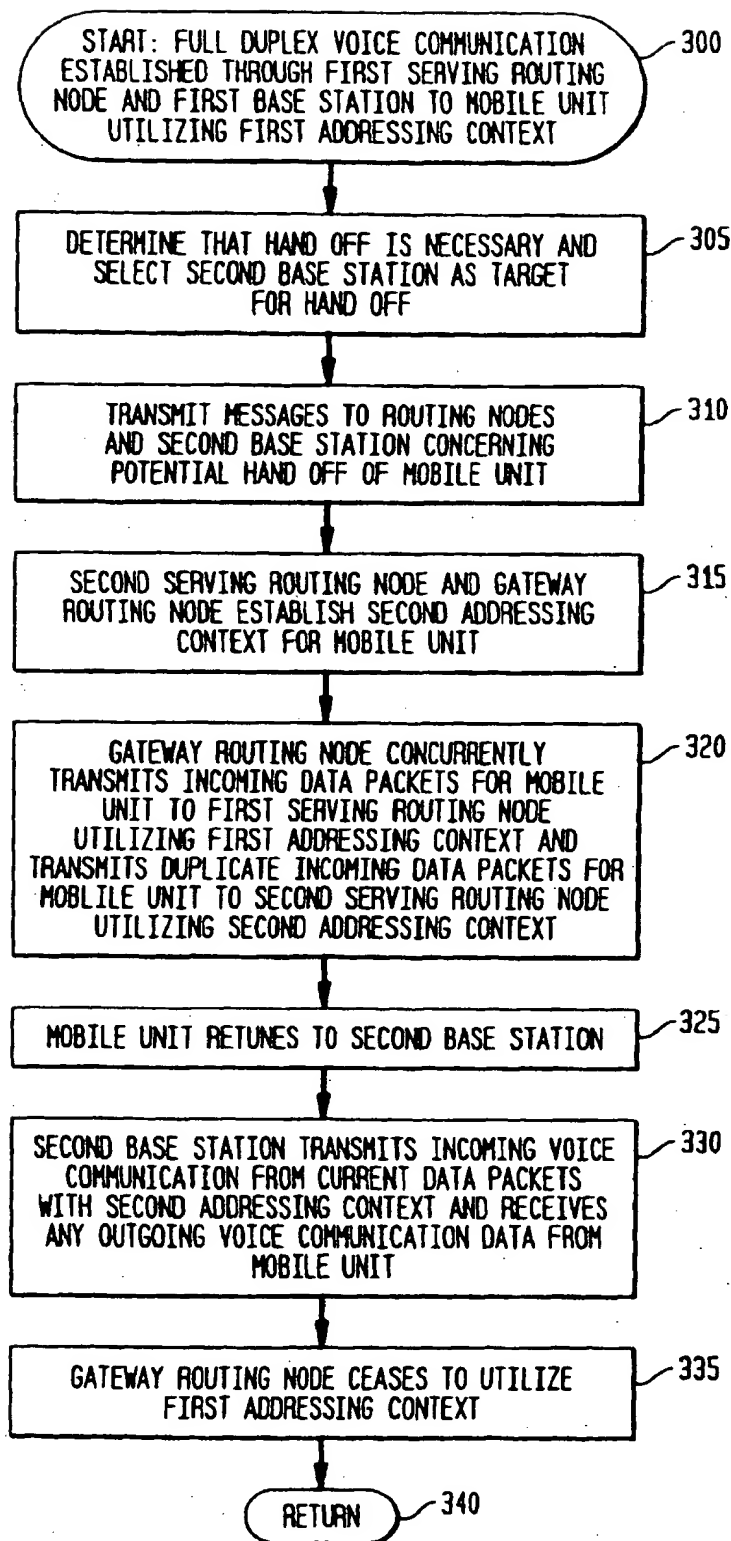 START: FULL DUPLEX VOICE COMMUNICATION
ESTABLISHED THROUGH FIRST SERVING ROUTING
NODE AND FIRST BASE STATION TO MOBILE UNIT
UTILIZING FIRST ADDRESSING CONTEXT
300
DETERMINE THAT HAND OFF IS NECESSARY AND
SELECT SECOND BASE STATION AS TARGET
FOR HAND OFF
305
TRANSMIT MESSAGES TO ROUTING NODES
AND SECOND BASE STATION CONCERNING
POTENTIAL HAND OFF OF MOBILE UNIT
310
SECOND SERVING ROUTING NODE AND GATEWAY
ROUTING NODE ESTABLISH SECOND ADDRESSING
CONTEXT FOR MOBILE UNIT
315
GATEWAY ROUTING NODE CONCURRENTLY
TRANSMITS INCOMING DATA PACKETS FOR MOBILE
UNIT TO FIRST SERVING ROUTING NODE
UTILIZING FIRST ADDRESSING CONTEXT AND
TRANSMITS DUPLICATE INCOMING DATA PACKETS FOR
MOBLILE UNIT TO SECOND SERVING ROUTING NODE
UTILIZING SECOND ADDRESSING CONTEXT
320
MOBILE UNIT RETUNES TO SECOND BASE STATION
325
SECOND BASE STATION TRANSMITS INCOMING VOICE
COMMUNICATION FROM CURRENT DATA PACKETS
WITH SECOND ADDRESSING CONTEXT AND RECEIVES
ANY OUTGOING VOICE COMMUNICATION DATA FROM
MOBILE UNIT
330
GATEWAY ROUTING NODE CEASES TO UTILIZE
FIRST ADDRESSING CONTEXT
335
RETURN
340